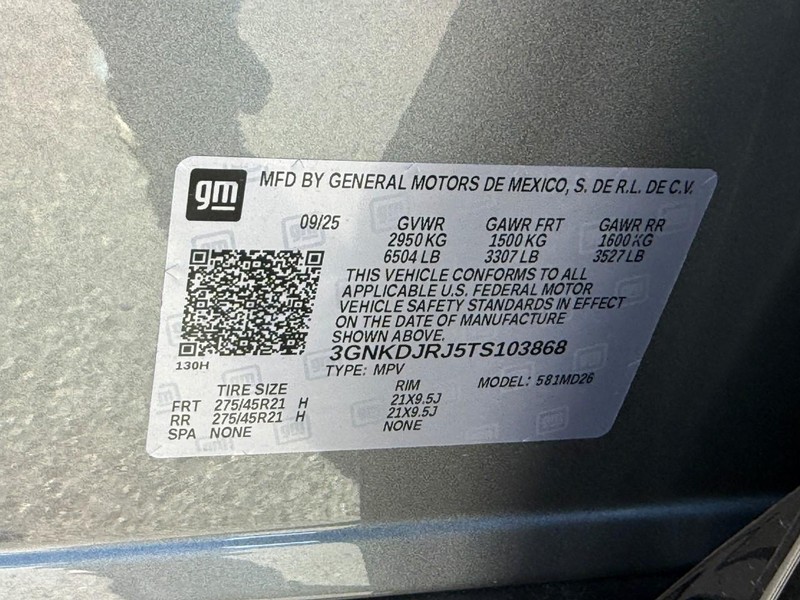 gm MFD BY GENERAL MOTORS DE MEXICO, S. DE R.L. DE C.V.
09/25 GVWR GAWR FRT GAWR RR
2950 KG 1500 KG 1600 KG
6504 LB 3307 LB 3527 LB
THIS VEHICLE CONFORMS TO ALL
APPLICABLE U.S. FEDERAL MOTOR
VEHICLE SAFETY STANDARDS IN EFFECT
ON THE DATE OF MANUFACTURE
SHOWN ABOVE.
130H 3GNKDJRJ5TS103868
TYPE: MPV MODEL: 581MD26
TIRE SIZE RIM
FRT 275/45R21 H 21X9.5J
RR 275/45R21 H 21X9.5J
SPA NONE NONE